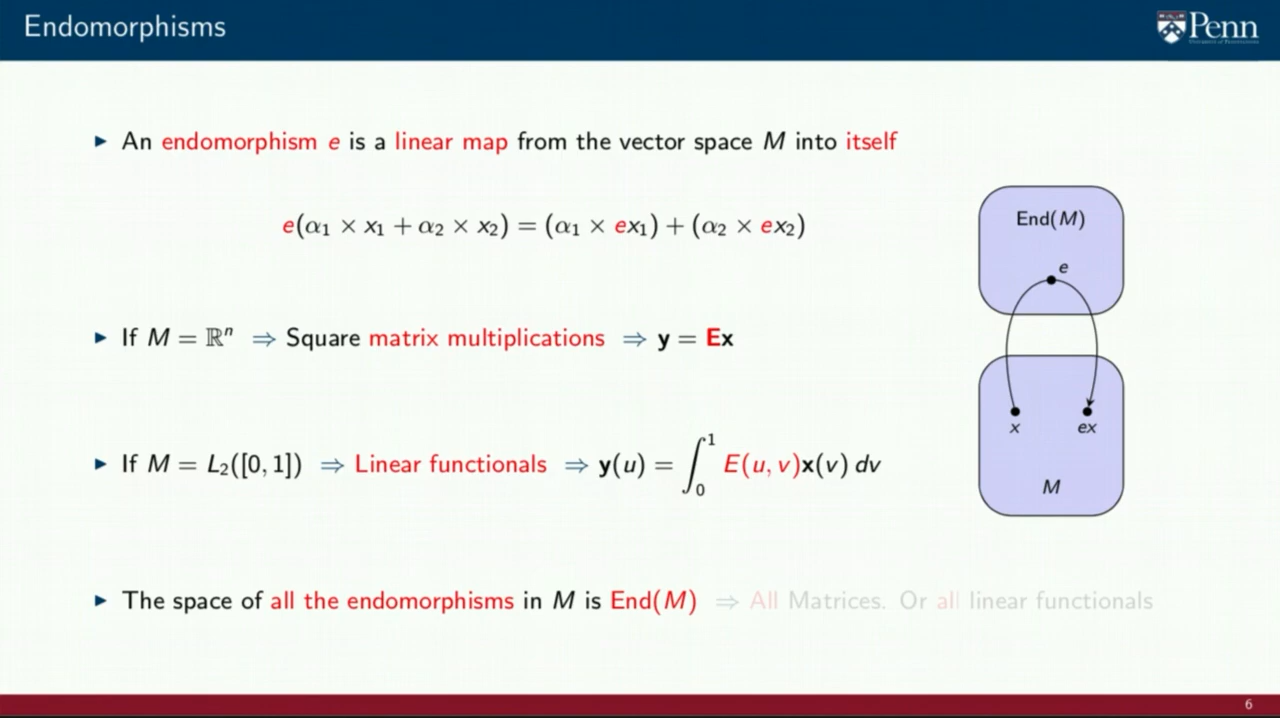 Endomorphisms
Penn
An endomorphism e is a linear map from the vector space M into itself
e(α₁ × x₁ + α₂ × x₂) = (α₁ × ex₁) + (α₂ × ex₂)
If M = ℝⁿ ⇒ Square matrix multiplications ⇒ y = Ex
If M = L₂([0, 1]) ⇒ Linear functionals ⇒ y(u) = ∫₀¹ E(u, v)x(v) dv
The space of all the endomorphisms in M is End(M) ⇒ All Matrices. Or all linear functionals
End(M)
e
x
ex
M
6